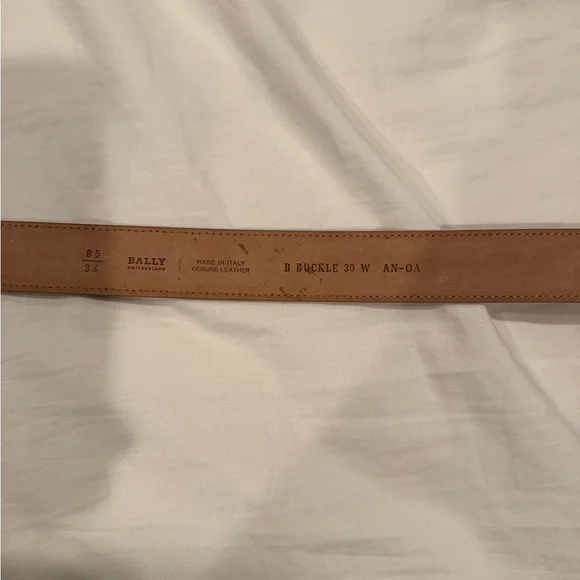 85
34
BALLY
SWITZERLAND
MADE IN ITALY
GENUINE LEATHER
B BUCKLE 30 W AN-OA